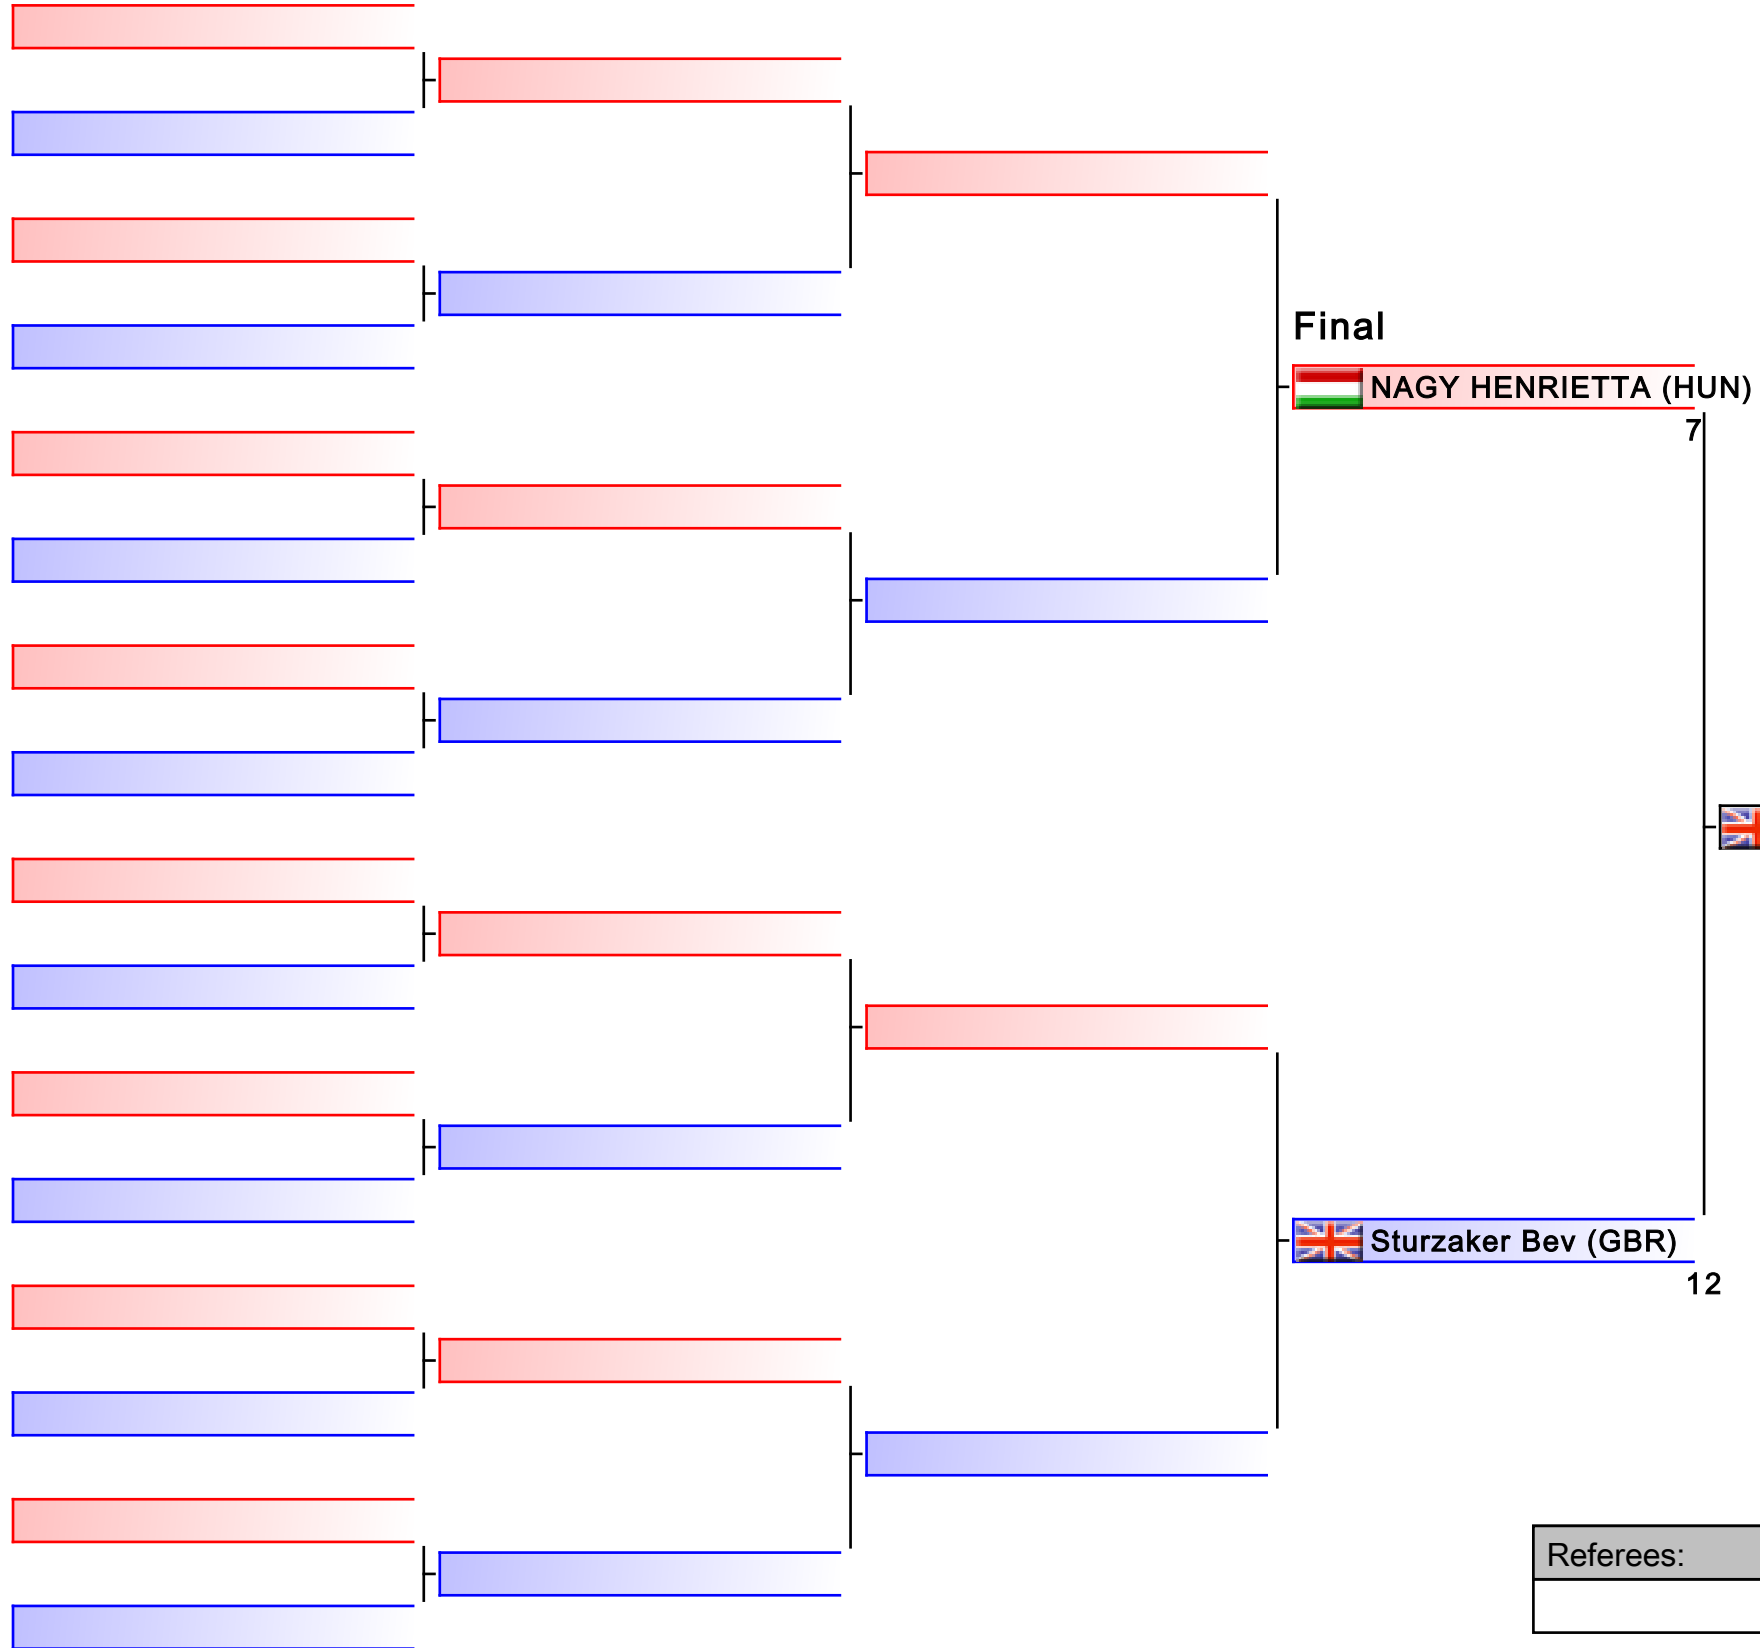 Final
NAGY HENRIETTA (HUN)
7
Sturzaker Bev (GBR)
12
Referees: